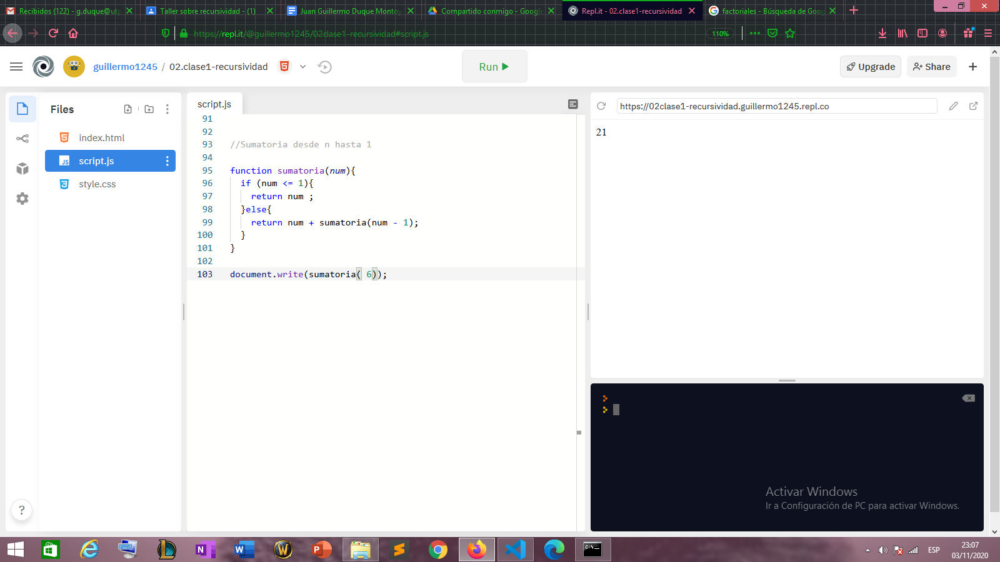 Recibidos (122) - g.duque@utp
Taller sobre recursividad - (1)
Juan Guillermo Duque Montoy
Compartido conmigo - Google
Repl.it - 02.clase1-recursividad
factoriales - Búsqueda de Goog
https://repl.it/@guillermo1245/02clase1-recursividad#script.js
110%
guillermo1245 / 02.clase1-recursividad
Run
Upgrade
Share
Files
index.html
script.js
style.css
script.js
91
92
93 //Sumatoria desde n hasta 1
94
95 function sumatoria(num){
96 if (num <= 1){
97 return num ;
98 }else{
99 return num + sumatoria(num - 1);
100 }
101 }
102
103 document.write(sumatoria( 6));
https://02clase1-recursividad.guillermo1245.repl.co
21
Activar Windows
Ir a Configuración de PC para activar Windows.
?
ESP
23:07
03/11/2020